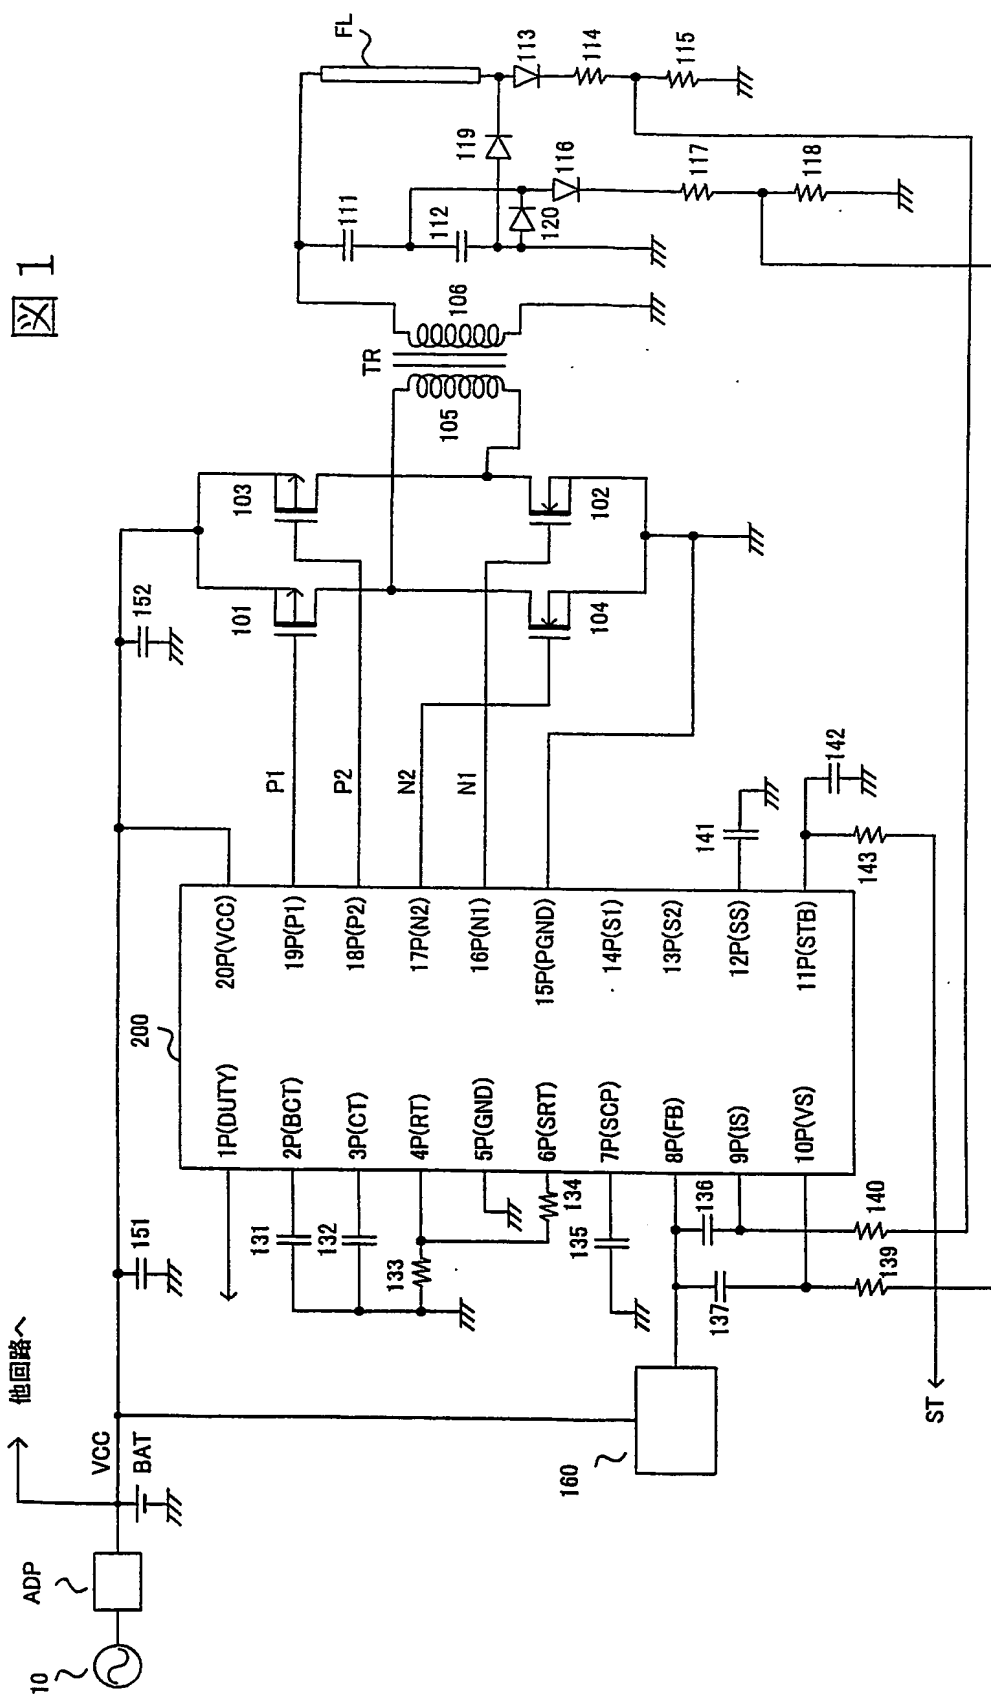 図 1
10
ADP
VCC
BAT
他回路へ
151
152
160
200
1P(DUTY)
2P(BCT)
3P(CT)
4P(RT)
5P(GND)
6P(SRT)
7P(SCP)
8P(FB)
9P(IS)
10P(VS)
20P(VCC)
19P(P1)
18P(P2)
17P(N2)
16P(N1)
15P(PGND)
14P(S1)
13P(S2)
12P(SS)
11P(STB)
131
132
133
134
135
136
137
139
140
141
142
143
ST
P1
P2
N2
N1
101
103
104
102
105
TR
106
111
112
119
120
116
117
118
FL
113
114
115